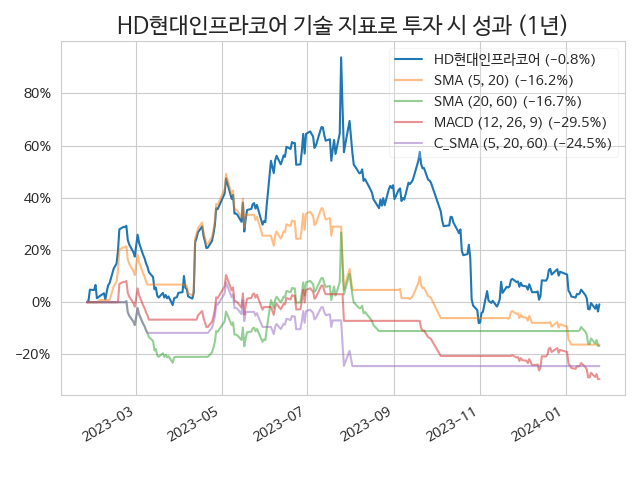 HD현대인프라코어 기술 지표로 투자 시 성과 (1년)
HD현대인프라코어 (−0.8%)
SMA (5, 20) (−16.2%)
SMA (20, 60) (−16.7%)
MACD (12, 26, 9) (−29.5%)
C_SMA (5, 20, 60) (−24.5%)
80%
60%
40%
20%
0%
−20%
2023−03
2023−05
2023−07
2023−09
2023−11
2024−01